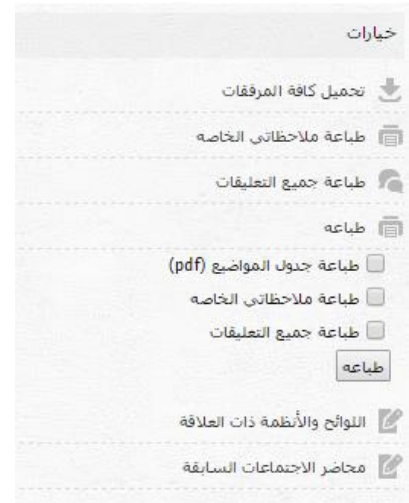 خيارات
تحميل كافة المرفقات
طباعة ملاحظاتي الخاصه
طباعة جميع التعليقات
طباعه
طباعة جدول المواضيع (pdf)
طباعة ملاحظاتي الخاصه
طباعة جميع التعليقات
طباعه
اللوائح والأنظمة ذات العلاقة
محاضر الاجتماعات السابقة